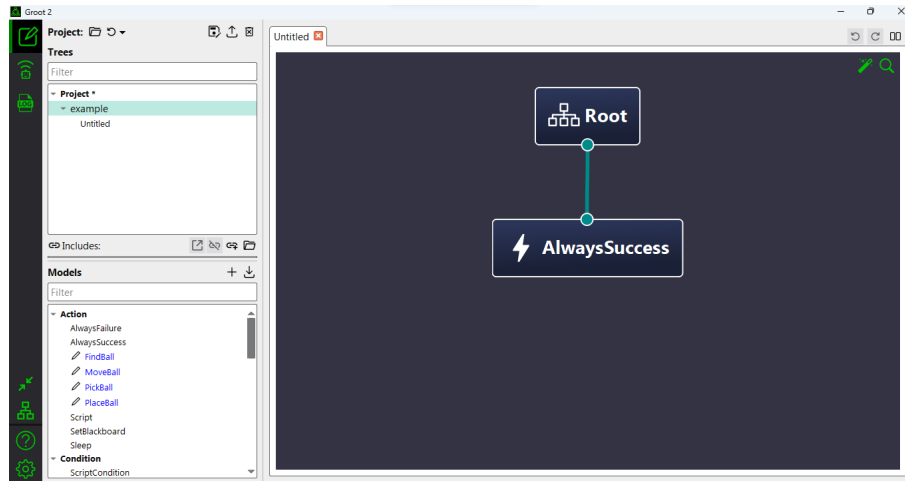 Groot 2
Project:
Trees
Filter
Project *
example
Untitled
Includes:
Models
Filter
Action
AlwaysFailure
AlwaysSuccess
FindBall
MoveBall
PickBall
PlaceBall
Script
SetBlackboard
Sleep
Condition
ScriptCondition
LOG
Untitled
Root
AlwaysSuccess